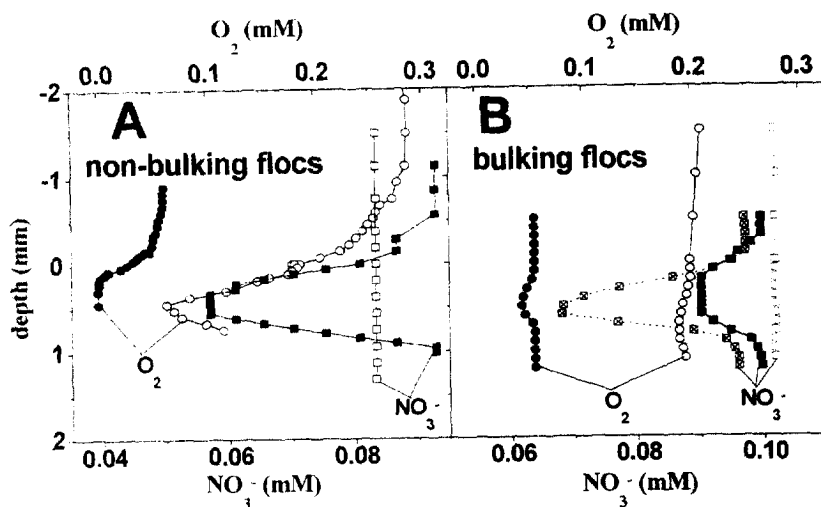 O₂ (mM)
O₂ (mM)
0.0 0.1 0.2 0.3
0.0 0.1 0.2 0.3
-2
-1
0
1
2
depth (mm)
A
non-bulking flocs
O₂
NO₃⁻
B
bulking flocs
O₂
NO₃⁻
0.04 0.06 0.08
0.06 0.08 0.10
NO₃⁻ (mM)
NO₃⁻ (mM)